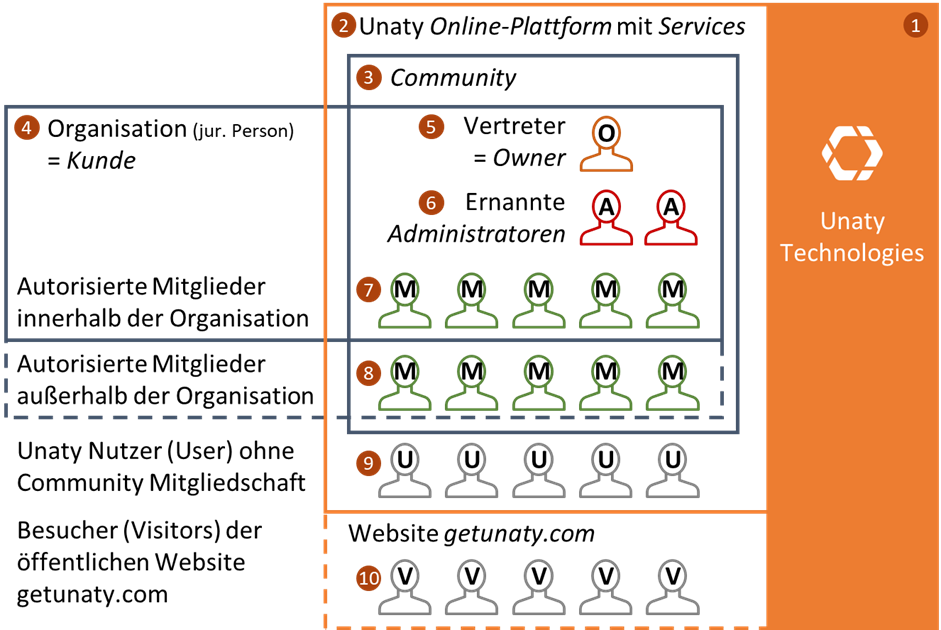 2 Unaty Online-Plattform mit Services
1
3 Community
4 Organisation (jur. Person)
= Kunde
5 Vertreter
= Owner
O
6 Ernannte
Administratoren
A A
Unaty
Technologies
Autorisierte Mitglieder
innerhalb der Organisation
7 M M M M M
Autorisierte Mitglieder
außerhalb der Organisation
8 M M M M M
Unaty Nutzer (User) ohne
Community Mitgliedschaft
9 U U U U U
Besucher (Visitors) der
öffentlichen Website
getunaty.com
Website getunaty.com
10 V V V V V